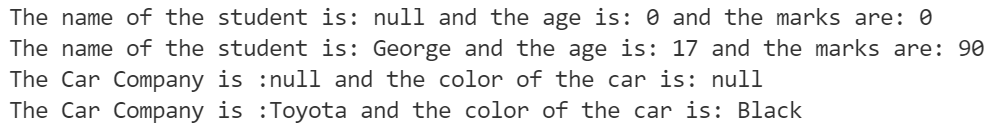 The name of the student is: null and the age is: 0 and the marks are: 0
The name of the student is: George and the age is: 17 and the marks are: 90
The Car Company is :null and the color of the car is: null
The Car Company is :Toyota and the color of the car is: Black